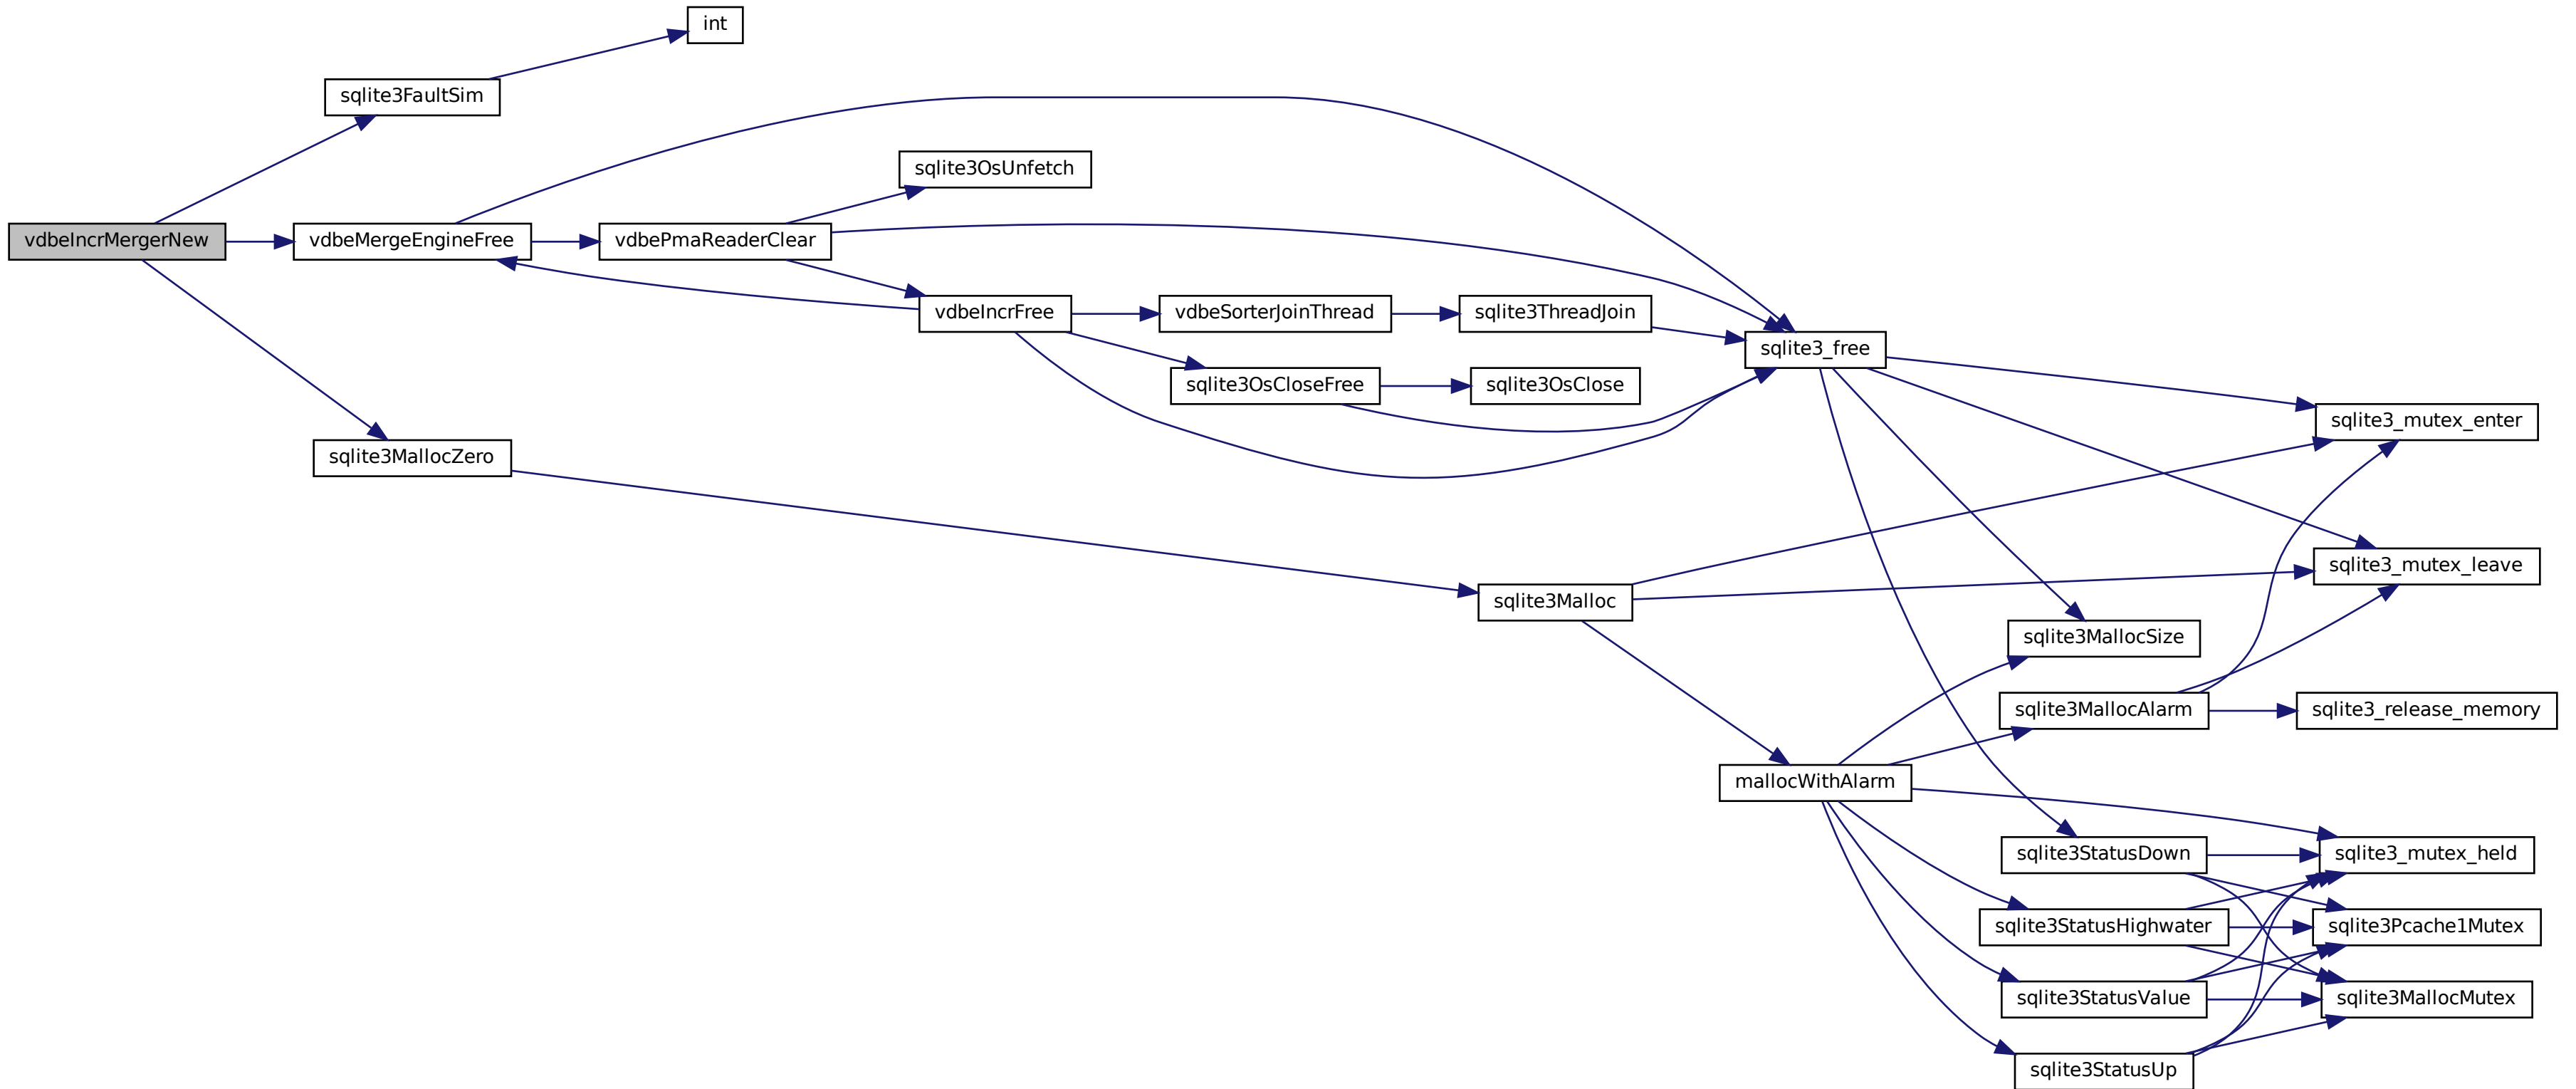 int
sqlite3FaultSim
sqlite3OsUnfetch
vdbeIncrMergerNew
vdbeMergeEngineFree
vdbePmaReaderClear
vdbeIncrFree
vdbeSorterJoinThread
sqlite3ThreadJoin
sqlite3_free
sqlite3OsCloseFree
sqlite3OsClose
sqlite3_mutex_enter
sqlite3MallocZero
sqlite3_mutex_leave
sqlite3Malloc
sqlite3MallocSize
sqlite3MallocAlarm
sqlite3_release_memory
mallocWithAlarm
sqlite3StatusDown
sqlite3_mutex_held
sqlite3StatusHighwater
sqlite3Pcache1Mutex
sqlite3StatusValue
sqlite3MallocMutex
sqlite3StatusUp